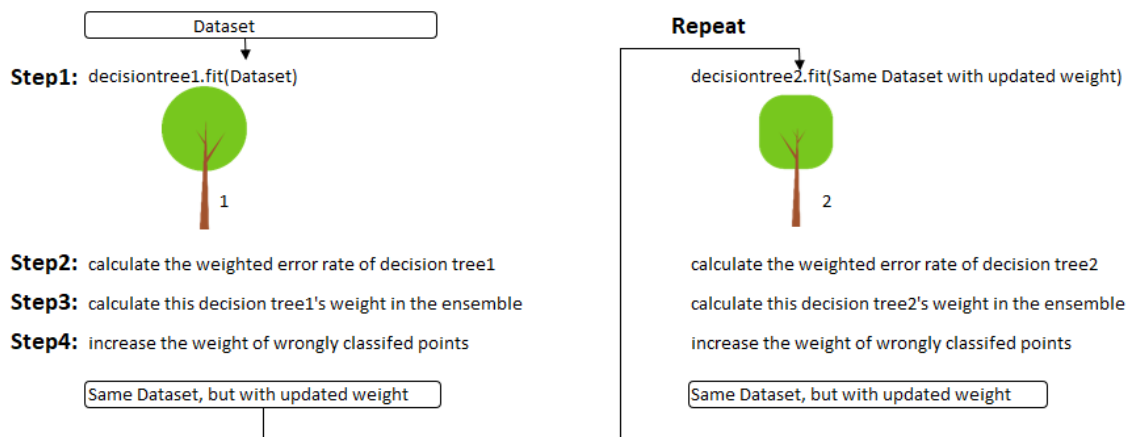 Dataset
Step1: decisiontree1.fit(Dataset)
1
Step2: calculate the weighted error rate of decision tree1
Step3: calculate this decision tree1's weight in the ensemble
Step4: increase the weight of wrongly classifed points
Same Dataset, but with updated weight
Repeat
decisiontree2.fit(Same Dataset with updated weight)
2
calculate the weighted error rate of decision tree2
calculate this decision tree2's weight in the ensemble
increase the weight of wrongly classifed points
Same Dataset, but with updated weight